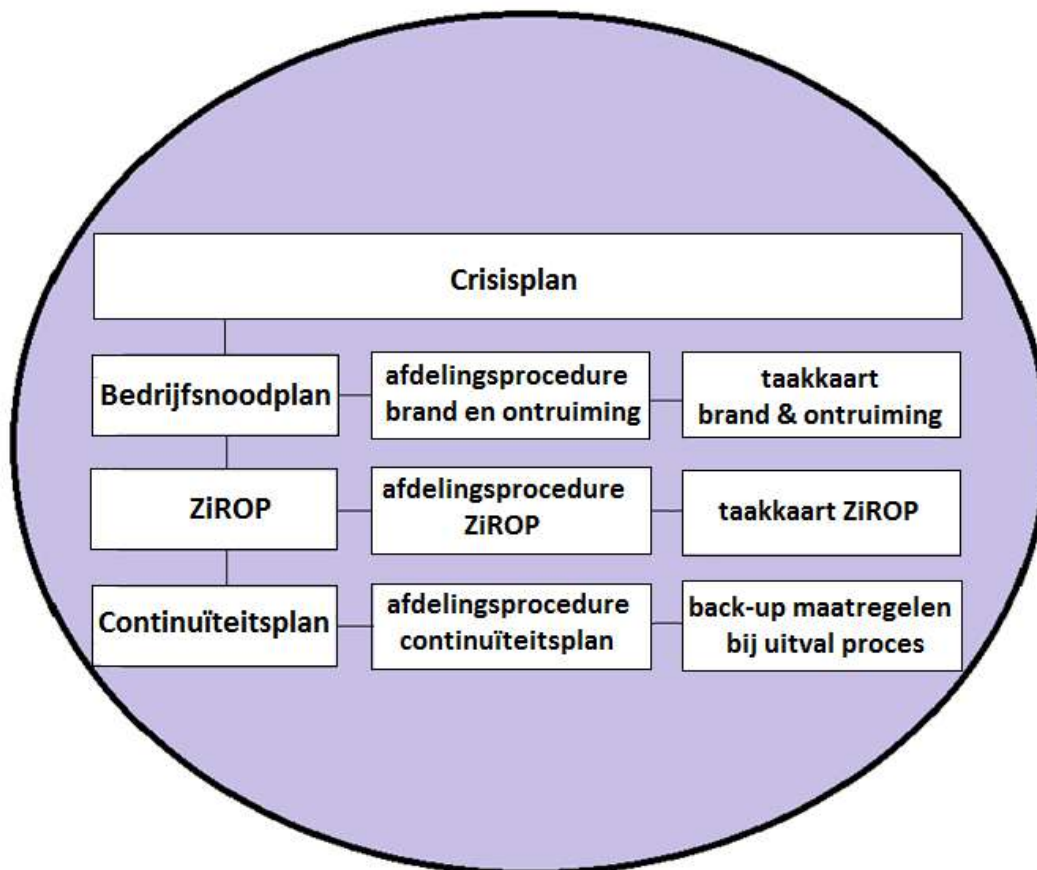 Crisisplan
Bedrijfsnoodplan
afdelingsprocedure
brand en ontruiming
taakkaart
brand & ontruiming
ZiROP
afdelingsprocedure
ZiROP
taakkaart ZiROP
Continuïteitsplan
afdelingsprocedure
continuïteitsplan
back-up maatregelen
bij uitval proces